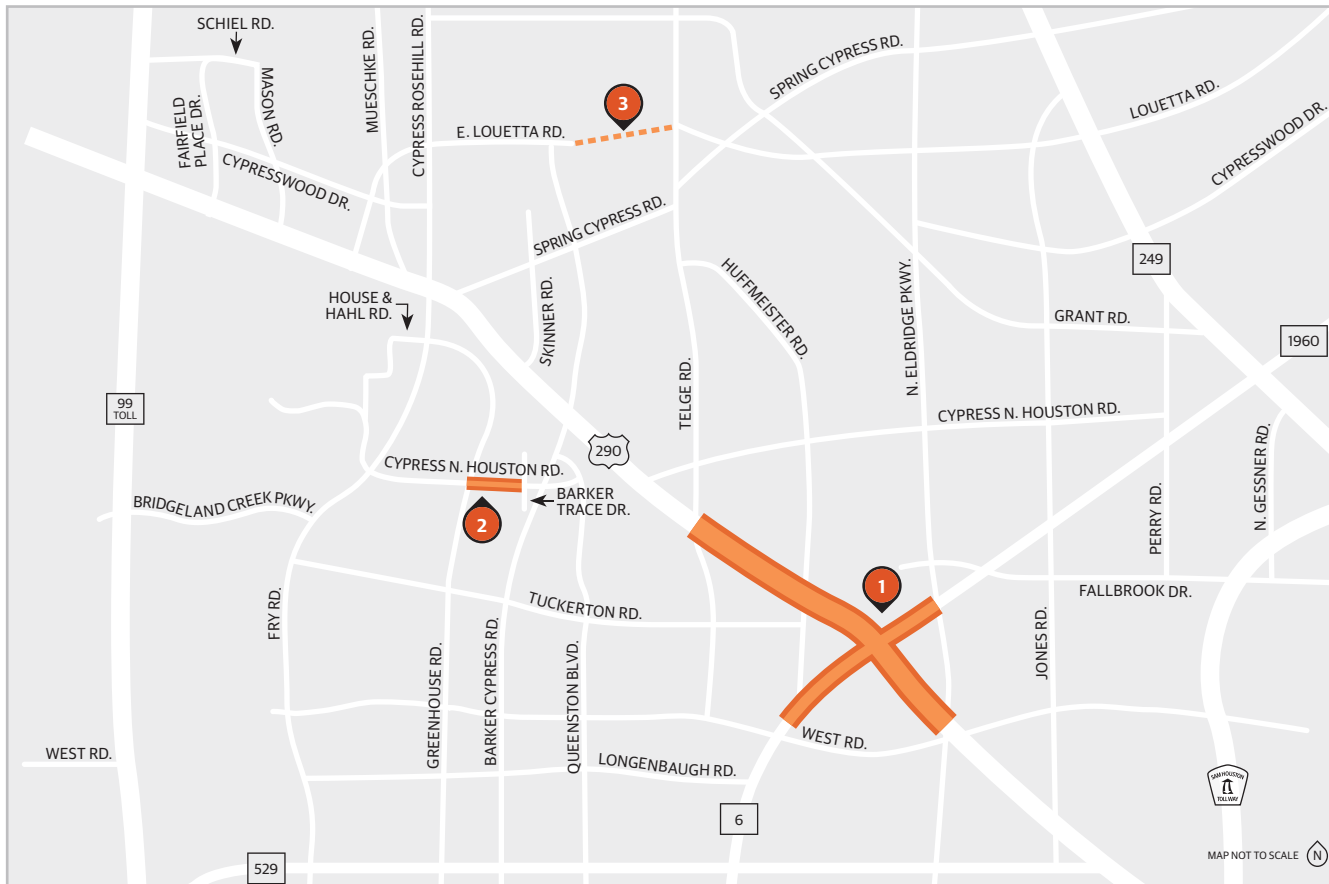 SCHIEL RD.
MUESCHKE RD.
CYPRESS ROSEHILL RD.
MASON RD.
FAIRFIELD
PLACE DR.
CYPRESSWOOD DR.
3
E. LOUETTA RD.
SPRING CYPRESS RD.
LOUETTA RD.
CYPRESSWOOD DR.
SPRING CYPRESS RD.
249
HOUSE &
HAHL RD.
SKINNER RD.
HUFFMEISTER RD.
N. ELDRIDGE PKWY.
GRANT RD.
1960
99
TOLL
TELGE RD.
CYPRESS N. HOUSTON RD.
290
CYPRESS N. HOUSTON RD.
BARKER
TRACE DR.
BRIDGELAND CREEK PKWY.
2
PERRY RD.
N. GESSNER RD.
1
FALLBROOK DR.
TUCKERTON RD.
FRY RD.
GREENHOUSE RD.
BARKER CYPRESS RD.
QUEENSTON BLVD.
JONES RD.
WEST RD.
WEST RD.
LONGENBAUGH RD.
6
SAM HOUSTON
TOLLWAY
529
MAP NOT TO SCALE
N